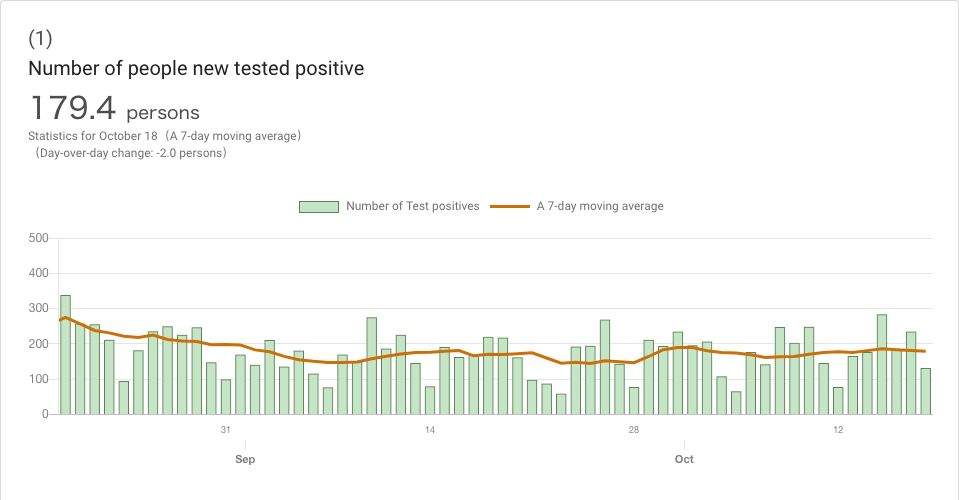 (1)
Number of people new tested positive
179.4 persons
Statistics for October 18（A 7-day moving average）
（Day-over-day change: -2.0 persons）
Number of Test positives A 7-day moving average
500
400
300
200
100
0
31 14 28 12
Sep Oct